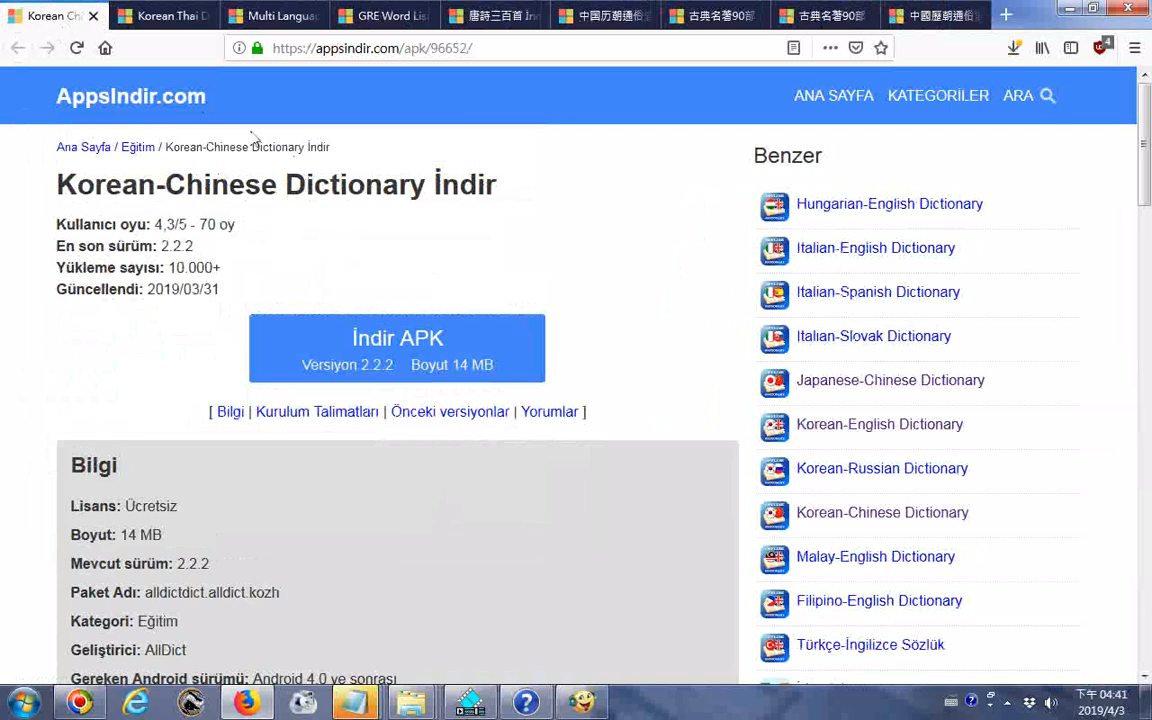 Korean Ch
Korean Thai D
Multi Langua
GRE Word Lis
唐詩三百首 İn
中国历朝通俗
古典名著90部
古典名著90部
中國歷朝通俗
https://appsindir.com/apk/96652/
4
AppsIndir.com
ANA SAYFA KATEGORİLER ARA
Ana Sayfa / Eğitim / Korean-Chinese Dictionary İndir
Korean-Chinese Dictionary İndir
Kullanıcı oyu: 4,3/5 - 70 oy
En son sürüm: 2.2.2
Yükleme sayısı: 10.000+
Güncellendi: 2019/03/31
İndir APK
Versiyon 2.2.2 Boyut 14 MB
[ Bilgi | Kurulum Talimatları | Önceki versiyonlar | Yorumlar ]
Bilgi
Lisans: Ücretsiz
Boyut: 14 MB
Mevcut sürüm: 2.2.2
Paket Adı: alldictdict.alldict.kozh
Kategori: Eğitim
Geliştirici: AllDict
Gereken Android sürümü: Android 4.0 ve sonrası
Benzer
Hungarian-English Dictionary
Italian-English Dictionary
Italian-Spanish Dictionary
Italian-Slovak Dictionary
Japanese-Chinese Dictionary
Korean-English Dictionary
Korean-Russian Dictionary
Korean-Chinese Dictionary
Malay-English Dictionary
Filipino-English Dictionary
Türkçe-İngilizce Sözlük
下午 04:41
2019/4/3